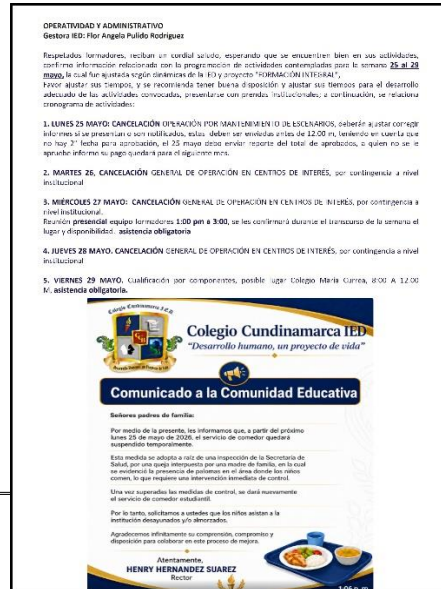 OPERATIVIDAD Y ADMINISTRATIVO
Gestora IED: Flor Angela Pulido Rodriguez
Respetados formadores, reciban un cordial saludo, esperando que se encuentren bien en sus actividades,
confirmo información relacionada con la programación de actividades contempladas para la semana 25 al 29
mayo, la cual fue ajustada según dinámicas de la IED y proyecto "FORMACIÓN INTEGRAL",
Favor ajustar sus tiempos, y se recomienda tener buena disposición y ajustar sus tiempos para el desarrollo
adecuado de las actividades convocadas, presentarse con prendas institucionales; a continuación, se relaciona
cronograma de actividades:
1. LUNES 25 MAYO: CANCELACIÓN OPERACIÓN POR MANTENIMIENTO DE ESCENARIOS, deberán ajustar corregir
informes si se presentan o son notificados, estas deben ser enviadas antes de 12:00 m, teniendo en cuenta que
no hay 2° fecha para aprobación, el 25 mayo debo enviar reporte del total de aprobados, a quien no se le
apruebe informe su pago quedará para el siguiente mes.
2. MARTES 26, CANCELACIÓN GENERAL DE OPERACIÓN EN CENTROS DE INTERÉS, por contingencia a nivel
institucional
3. MIÉRCOLES 27 MAYO: CANCELACIÓN GENERAL DE OPERACIÓN EN CENTROS DE INTERÉS, por contingencia a
nivel institucional.
Reunión presencial equipo formadores 1:00 pm a 3:00, se les confirmará durante el transcurso de la semana el
lugar y disponibilidad. asistencia obligatoria
4. JUEVES 28 MAYO. CANCELACIÓN GENERAL DE OPERACIÓN EN CENTROS DE INTERÉS, por contingencia a nivel
institucional
5. VIERNES 29 MAYO. Cualificación por componentes, posible lugar Colegio María Currea, 8:00 A 12:00
M. asistencia obligatoria.
Colegio Cundinamarca IED
"Desarrollo humano, un proyecto de vida"
Comunicado a la Comunidad Educativa
Señores padres de familia:
Por medio de la presente, les informamos que, a partir del próximo
lunes 25 de mayo de 2026, el servicio de comedor quedará
suspendido temporalmente.
Esta medida se adopta a raíz de una inspección de la Secretaría de
Salud, por una queja interpuesta por una madre de familia, en la cual
se evidenció la presencia de palomas en el área donde los niños
comen, lo que requiere una intervención inmediata de control.
Una vez superadas las medidas de control, se dará nuevamente
el servicio de comedor estudiantil.
Por lo tanto, solicitamos a ustedes que los niños asistan a la
institución desayunados y/o almorzados.
Agradecemos infinitamente su comprensión, compromiso y
disposición para colaborar en este proceso de mejora.
Atentamente,
HENRY HERNANDEZ SUAREZ
Rector
1:06 p. m.